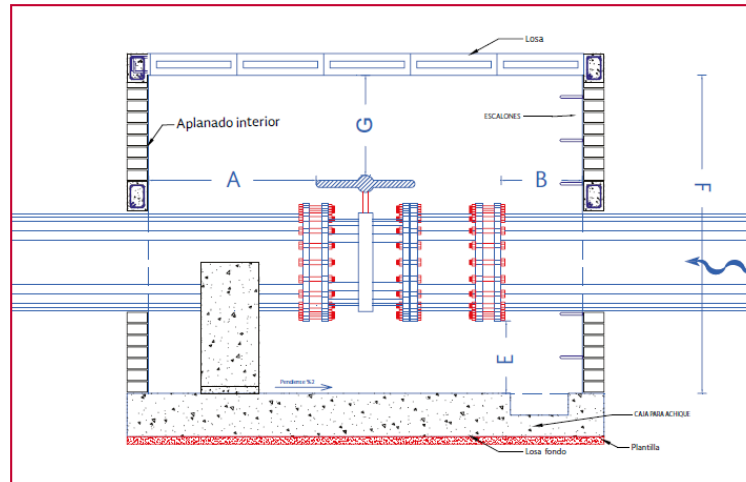 Losa
Aplanado interior
ESCALONES
G
A
B
F
E
Pendiente %2
CAJA PARA ACHIQUE
Losa fondo
Plantilla